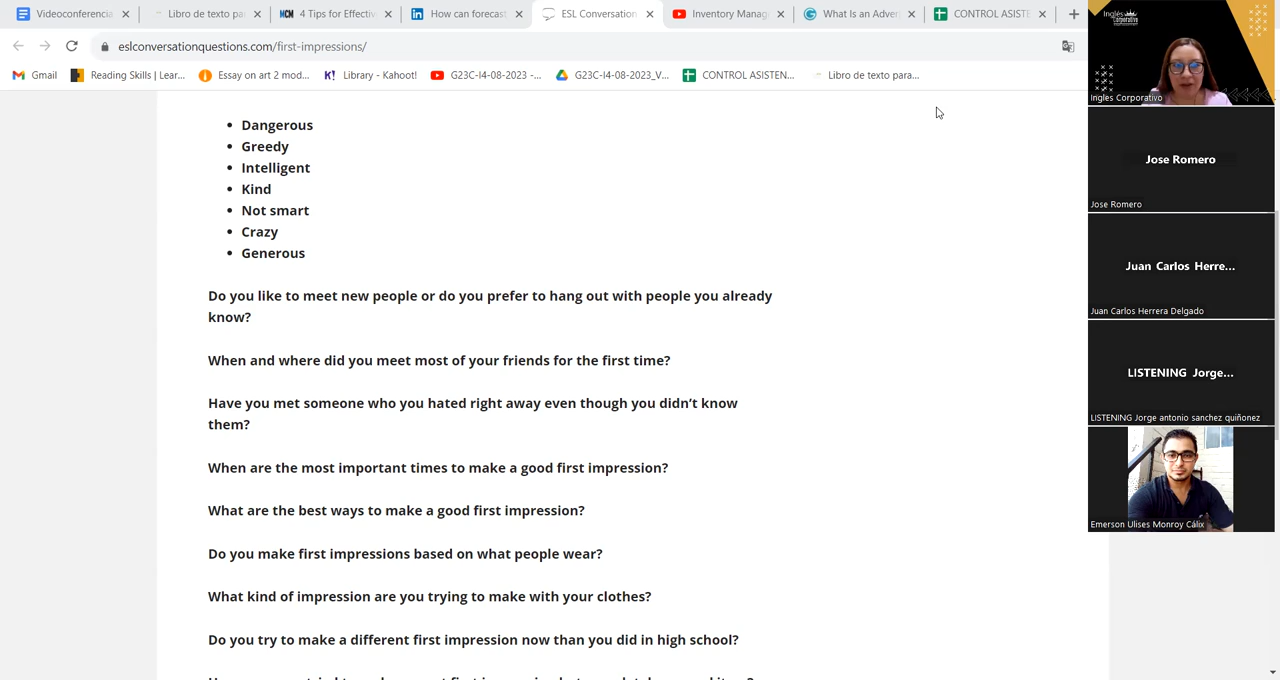 Videoconferencia
Libro de texto par
4 Tips for Effectiv
How can forecast
ESL Conversation
Inventory Manag
What Is an Adver
CONTROL ASISTE
eslconversationquestions.com/first-impressions/
Gmail
Reading Skills | Lear...
Essay on art 2 mod...
Library - Kahoot!
G23C-I4-08-2023 -...
G23C-I4-08-2023_V...
CONTROL ASISTEN...
Libro de texto para...
• Dangerous
• Greedy
• Intelligent
• Kind
• Not smart
• Crazy
• Generous
Do you like to meet new people or do you prefer to hang out with people you already
know?
When and where did you meet most of your friends for the first time?
Have you met someone who you hated right away even though you didn't know
them?
When are the most important times to make a good first impression?
What are the best ways to make a good first impression?
Do you make first impressions based on what people wear?
What kind of impression are you trying to make with your clothes?
Do you try to make a different first impression now than you did in high school?
Inglés
Corporativo
Ingles Corporativo
Jose Romero
Jose Romero
Juan Carlos Herre...
Juan Carlos Herrera Delgado
LISTENING Jorge...
LISTENING Jorge antonio sanchez quiñonez
Emerson Ulises Monroy Cálix